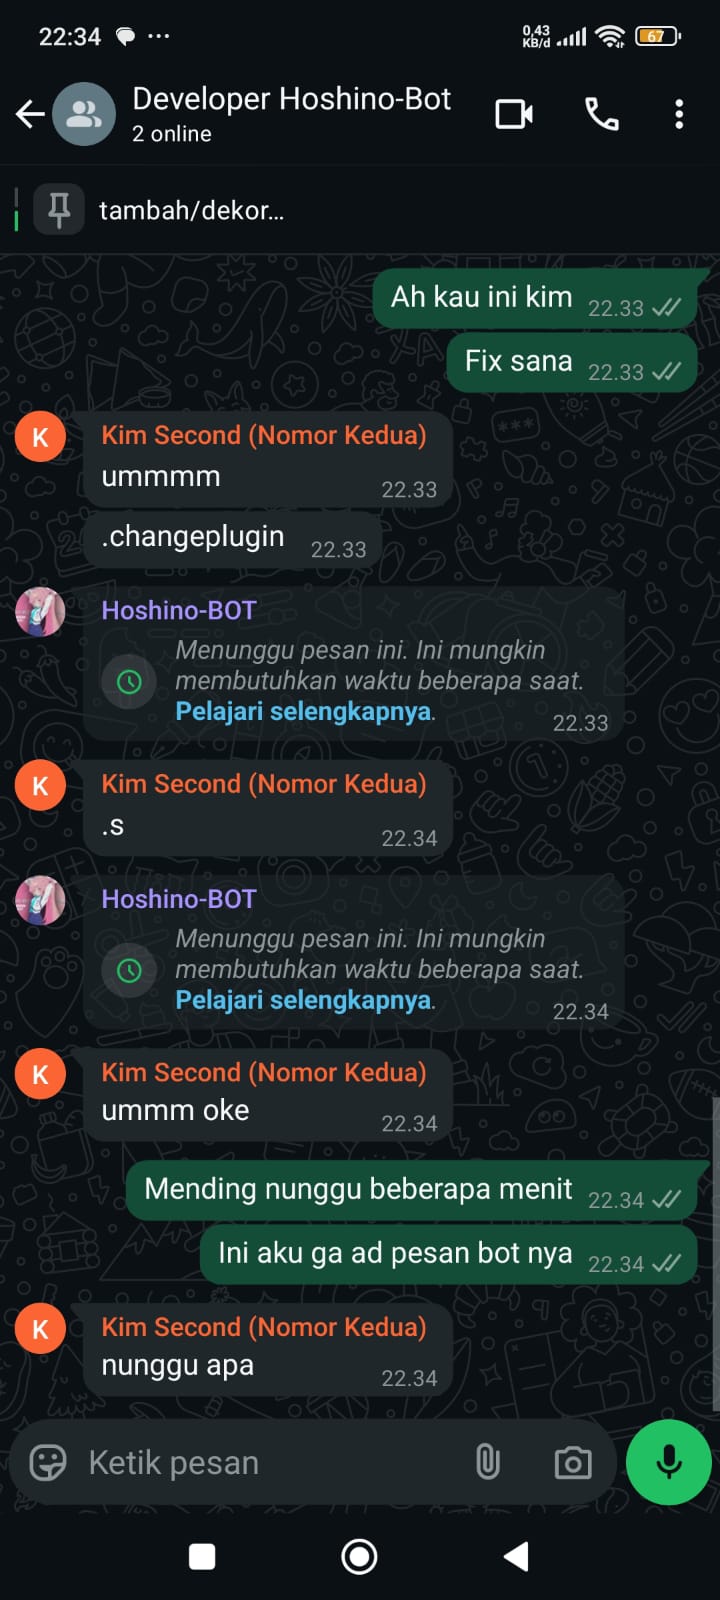 22:34
0,43
KB/d
67
Developer Hoshino-Bot
2 online
tambah/dekor...
Ah kau ini kim 22.33
Fix sana 22.33
K
Kim Second (Nomor Kedua)
ummmm
22.33
.changeplugin 22.33
Hoshino-BOT
Menunggu pesan ini. Ini mungkin
membutuhkan waktu beberapa saat.
Pelajari selengkapnya.
22.33
K
Kim Second (Nomor Kedua)
.s
22.34
Hoshino-BOT
Menunggu pesan ini. Ini mungkin
membutuhkan waktu beberapa saat.
Pelajari selengkapnya.
22.34
K
Kim Second (Nomor Kedua)
ummm oke
22.34
Mending nunggu beberapa menit 22.34
Ini aku ga ad pesan bot nya 22.34
K
Kim Second (Nomor Kedua)
nunggu apa
22.34
Ketik pesan